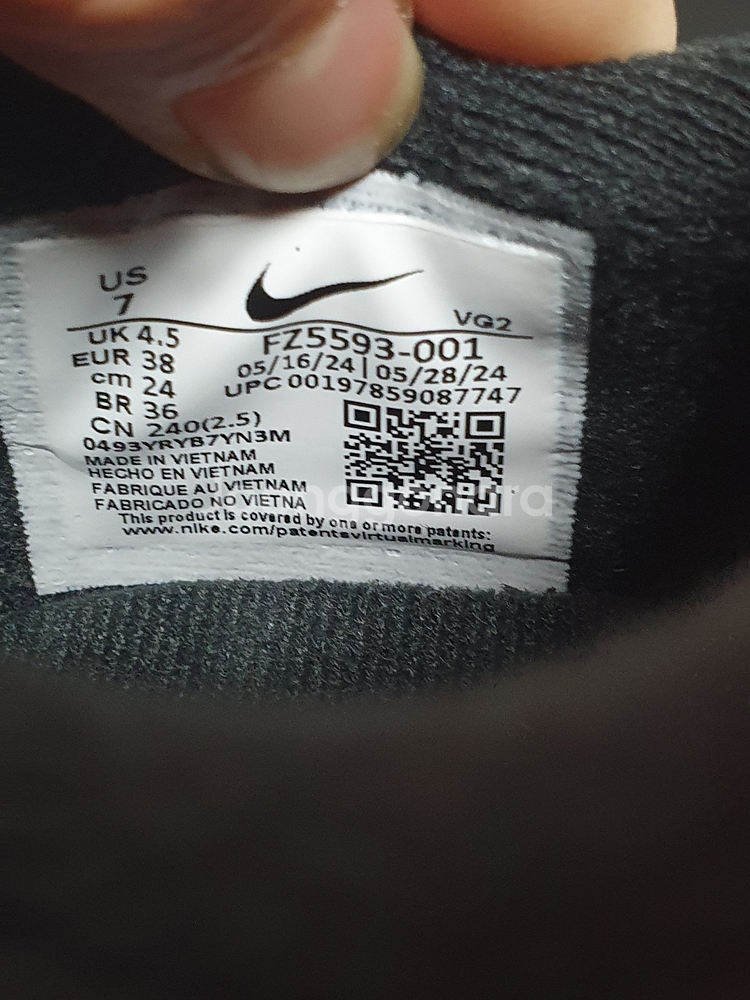 US
7
VG2
UK 4.5
EUR 38
cm 24
BR 36
CN 240(2.5)
FZ5593-001
05/16/24|05/28/24
UPC 00197859087747
0493YRYB7YN3M
MADE IN VIETNAM
HECHO EN VIETNAM
FABRIQUE AU VIETNAM
FABRICADO NO VIETNA
This product is covered by one or more patents:
www.nike.com/patentsvirtualmarking